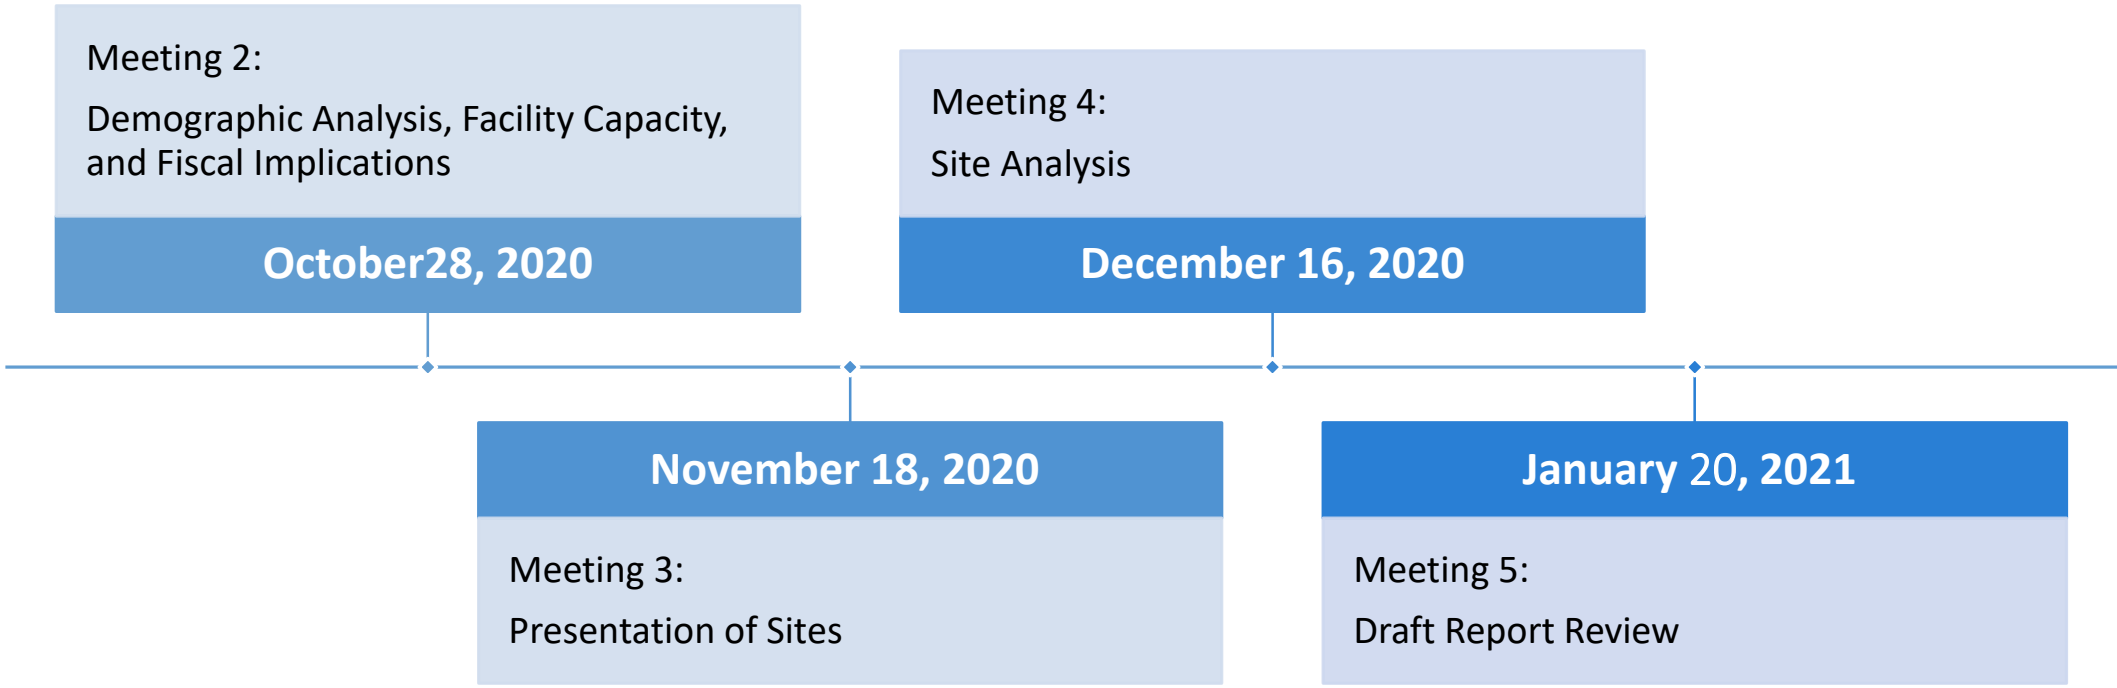 Meeting 2:
Demographic Analysis, Facility Capacity,
and Fiscal Implications
October28, 2020
November 18, 2020
Meeting 3:
Presentation of Sites
Meeting 4:
Site Analysis
December 16, 2020
January 20, 2021
Meeting 5:
Draft Report Review